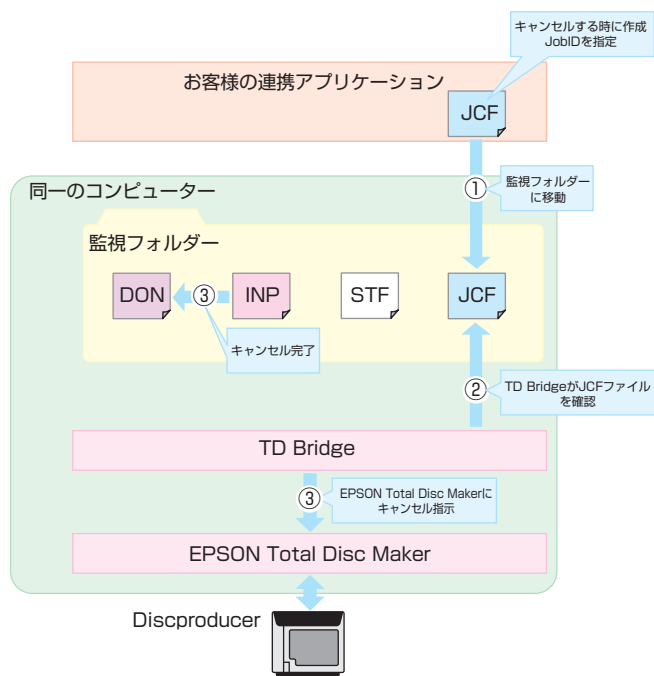 キャンセルする時に作成
JobIDを指定
お客様の連携アプリケーション
JCF
①
監視フォルダー
に移動
同一のコンピューター
監視フォルダー
DON
③
INP
STF
JCF
キャンセル完了
②
TD BridgeがJCFファイル
を確認
TD Bridge
③
EPSON Total Disc Makerに
キャンセル指示
EPSON Total Disc Maker
Discproducer